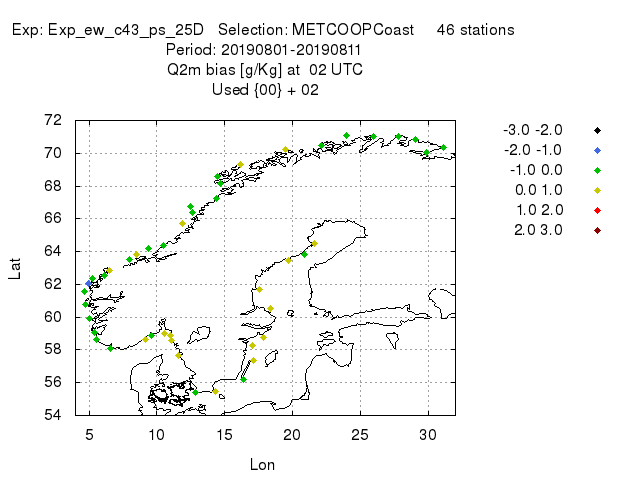 Exp: Exp_ew_c43_ps_25D Selection: METCOOPCoast 46 stations
Period: 20190801-20190811
Q2m bias [g/Kg] at 02 UTC
Used {00} + 02
72
70
68
66
64
62
60
58
56
54
Lat
5 10 15 20 25 30
Lon
-3.0 -2.0
-2.0 -1.0
-1.0 0.0
0.0 1.0
1.0 2.0
2.0 3.0